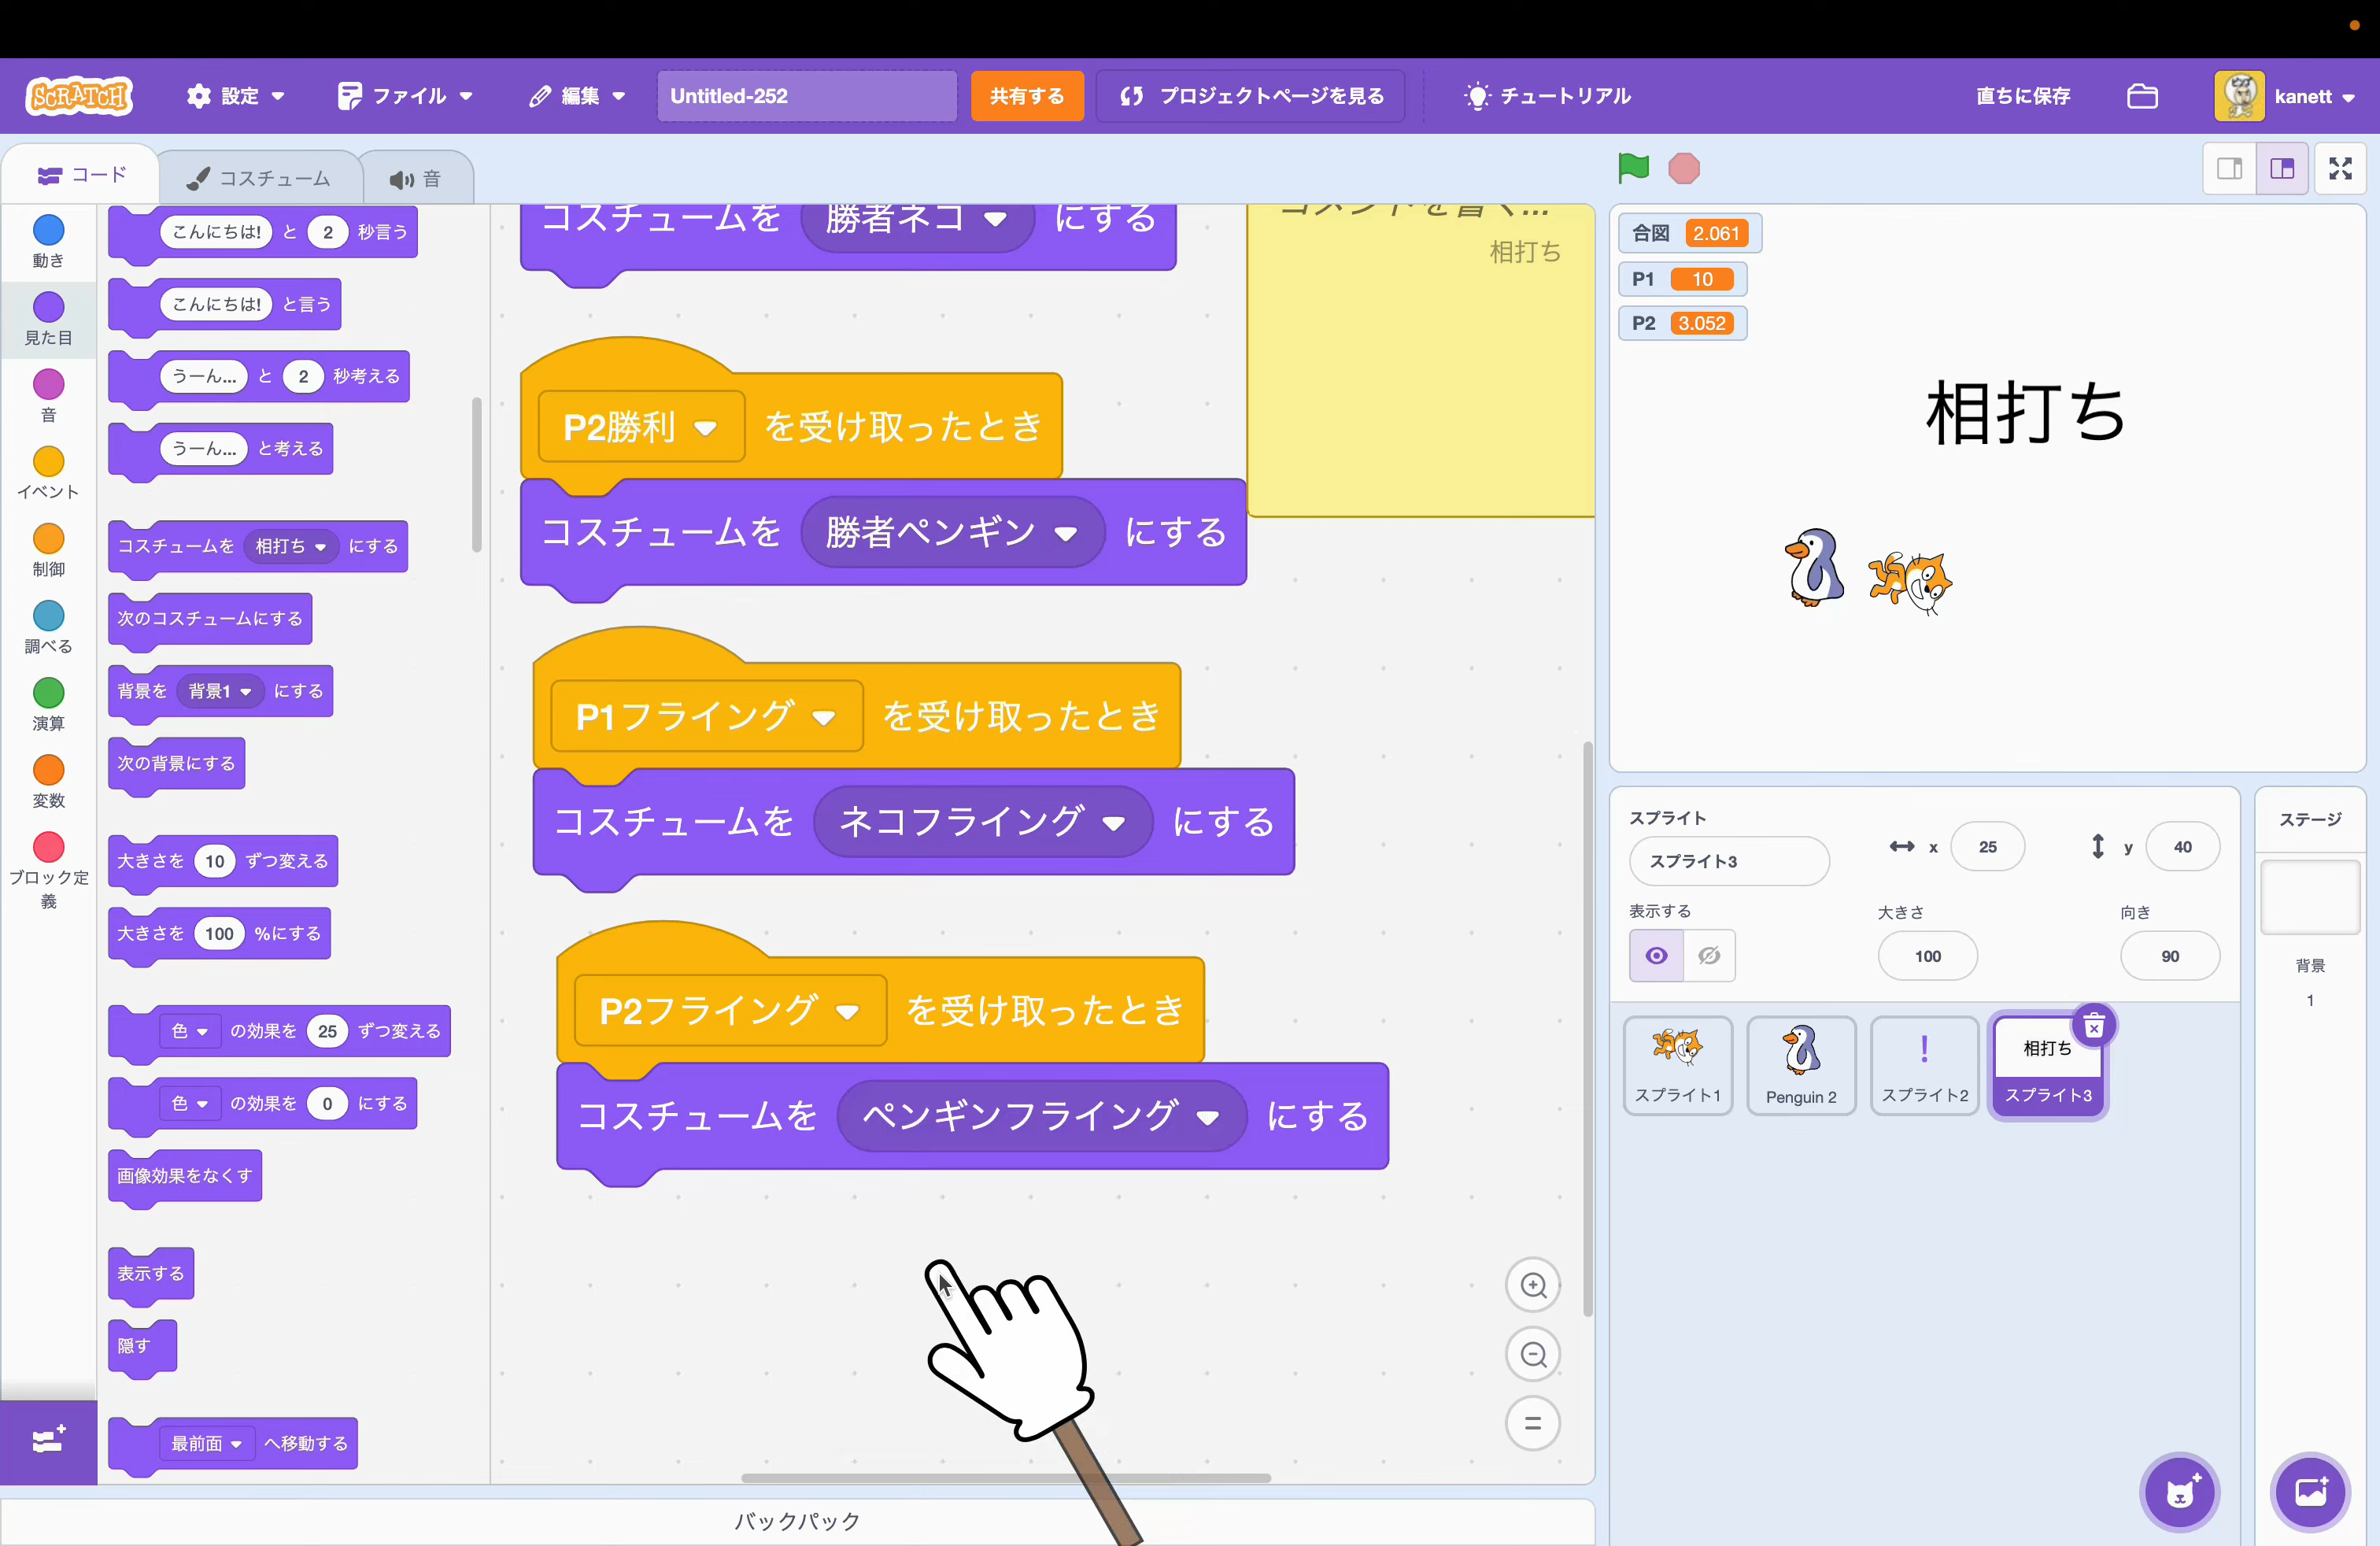 SCRATCH
設定
ファイル
編集
Untitled-252
共有する
プロジェクトページを見る
チュートリアル
直ちに保存
kanett
コード
コスチューム
音
動き
見た目
音
イベント
制御
調べる
演算
変数
ブロック定
義
こんにちは! と 2 秒言う
こんにちは! と言う
うーん... と 2 秒考える
うーん... と考える
コスチュームを 相打ち にする
次のコスチュームにする
背景を 背景1 にする
次の背景にする
大きさを 10 ずつ変える
大きさを 100 %にする
色 の効果を 25 ずつ変える
色 の効果を 0 にする
画像効果をなくす
表示する
隠す
最前面 へ移動する
コスチュームを 勝者ネコ にする
P2勝利 を受け取ったとき
コスチュームを 勝者ペンギン にする
P1フライング を受け取ったとき
コスチュームを ネコフライング にする
P2フライング を受け取ったとき
コスチュームを ペンギンフライング にする
コメントを書く...
相打ち
バックパック
合図 2.061
P1 10
P2 3.052
相打ち
スプライト
スプライト3
x 25
y 40
表示する
大きさ
100
向き
90
スプライト1
Penguin 2
!
スプライト2
相打ち
スプライト3
ステージ
背景
1